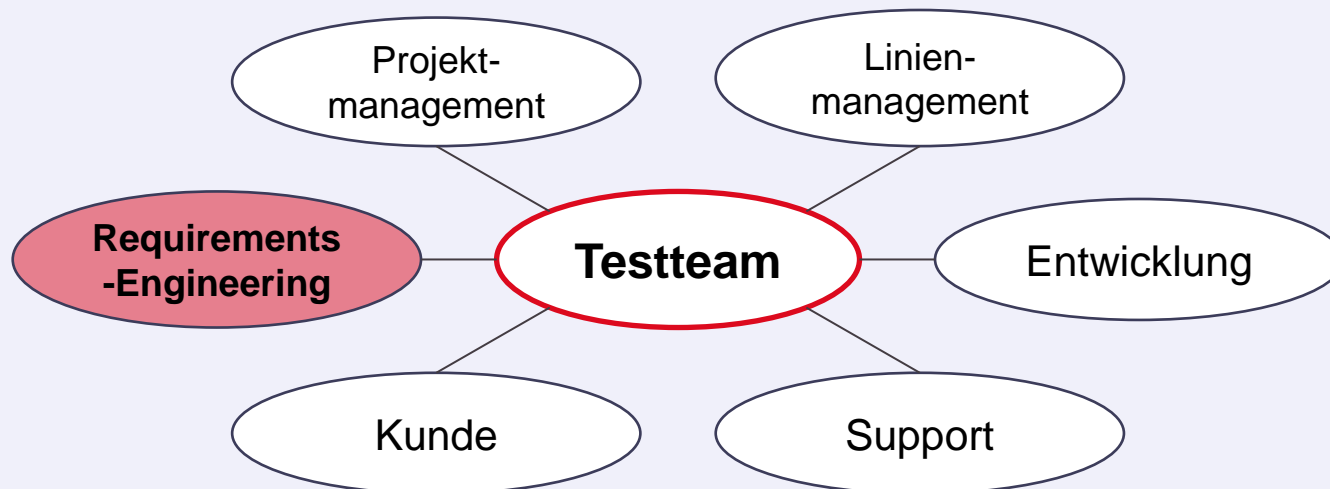 Projekt-
management
Linien-
management
Requirements
-Engineering
Testteam
Entwicklung
Kunde
Support